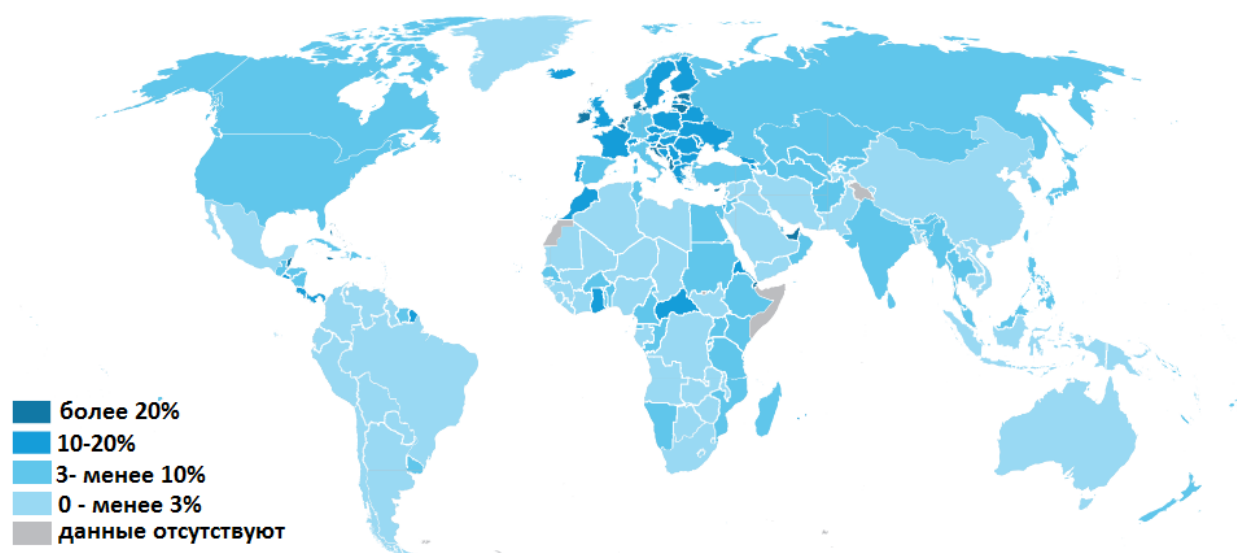 более 20%
10-20%
3- менее 10%
0 - менее 3%
данные отсутствуют